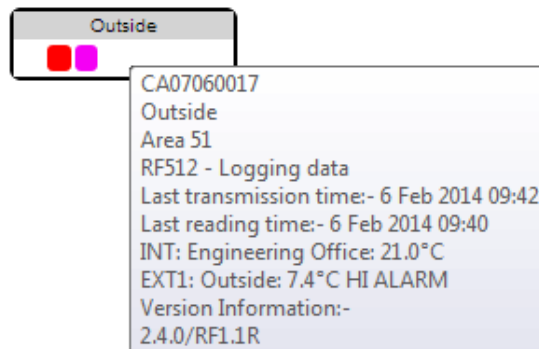 Outside
CA07060017
Outside
Area 51
RF512 - Logging data
Last transmission time:- 6 Feb 2014 09:42
Last reading time:- 6 Feb 2014 09:40
INT: Engineering Office: 21.0°C
EXT1: Outside: 7.4°C HI ALARM
Version Information:-
2.4.0/RF1.1R